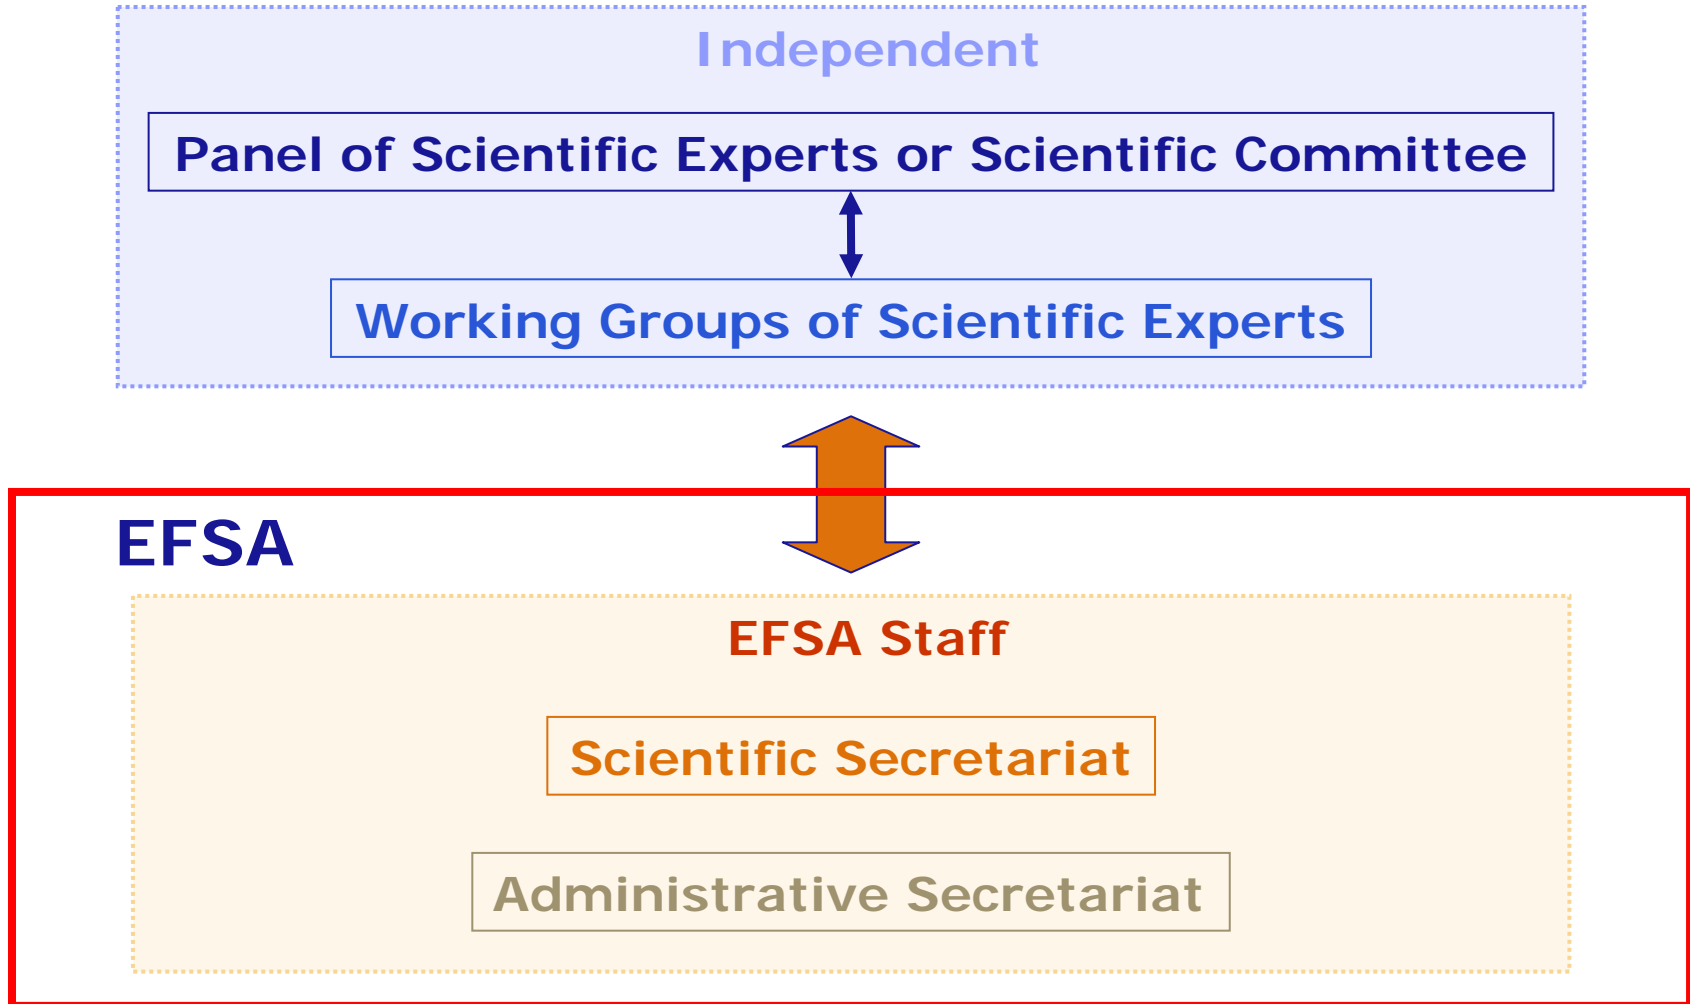 Independent
Panel of Scientific Experts or Scientific Committee
Working Groups of Scientific Experts
EFSA
EFSA Staff
Scientific Secretariat
Administrative Secretariat